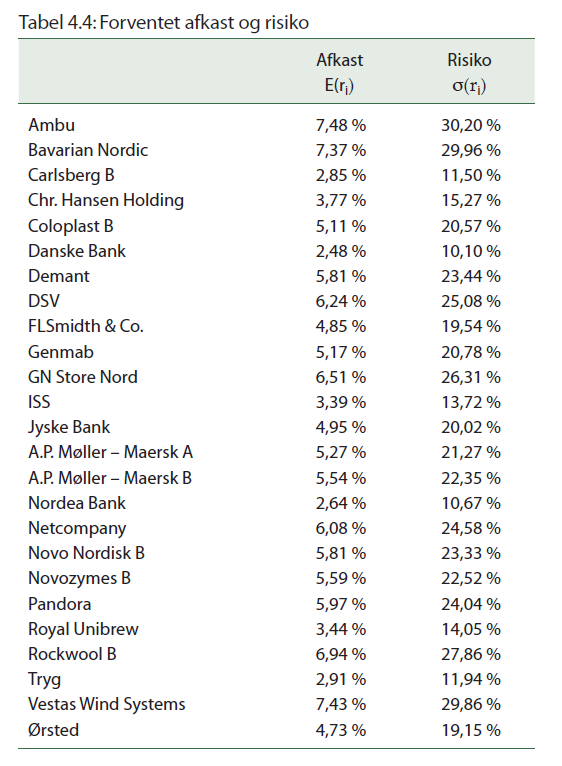 Tabel 4.4: Forventet afkast og risiko
Afkast Risiko
E(rᵢ) σ(rᵢ)
Ambu 7,48 % 30,20 %
Bavarian Nordic 7,37 % 29,96 %
Carlsberg B 2,85 % 11,50 %
Chr. Hansen Holding 3,77 % 15,27 %
Coloplast B 5,11 % 20,57 %
Danske Bank 2,48 % 10,10 %
Demant 5,81 % 23,44 %
DSV 6,24 % 25,08 %
FLSmidth & Co. 4,85 % 19,54 %
Genmab 5,17 % 20,78 %
GN Store Nord 6,51 % 26,31 %
ISS 3,39 % 13,72 %
Jyske Bank 4,95 % 20,02 %
A.P. Møller – Maersk A 5,27 % 21,27 %
A.P. Møller – Maersk B 5,54 % 22,35 %
Nordea Bank 2,64 % 10,67 %
Netcompany 6,08 % 24,58 %
Novo Nordisk B 5,81 % 23,33 %
Novozymes B 5,59 % 22,52 %
Pandora 5,97 % 24,04 %
Royal Unibrew 3,44 % 14,05 %
Rockwool B 6,94 % 27,86 %
Tryg 2,91 % 11,94 %
Vestas Wind Systems 7,43 % 29,86 %
Ørsted 4,73 % 19,15 %